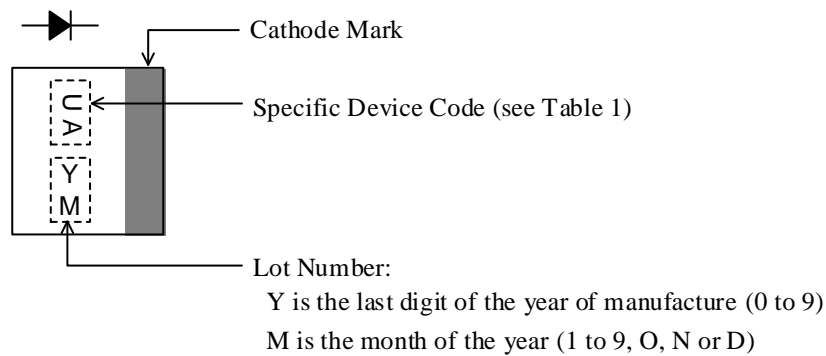 Cathode Mark
Specific Device Code (see Table 1)
U
A
Y
M
Lot Number:
Y is the last digit of the year of manufacture (0 to 9)
M is the month of the year (1 to 9, O, N or D)